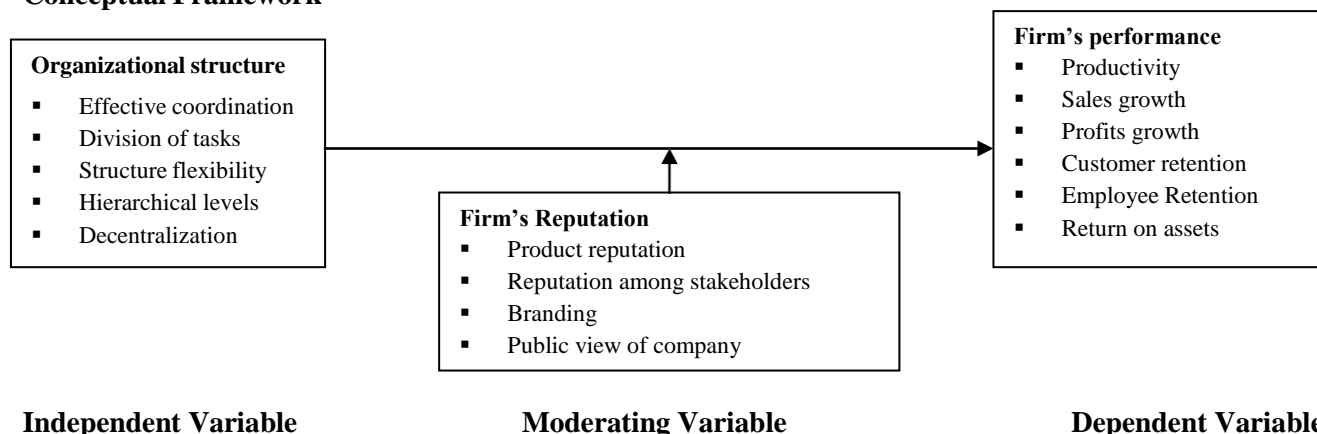 Conceptual Framework
Organizational structure
▪ Effective coordination
▪ Division of tasks
▪ Structure flexibility
▪ Hierarchical levels
▪ Decentralization
Firm’s Reputation
▪ Product reputation
▪ Reputation among stakeholders
▪ Branding
▪ Public view of company
Firm’s performance
▪ Productivity
▪ Sales growth
▪ Profits growth
▪ Customer retention
▪ Employee Retention
▪ Return on assets
Independent Variable
Moderating Variable
Dependent Variable